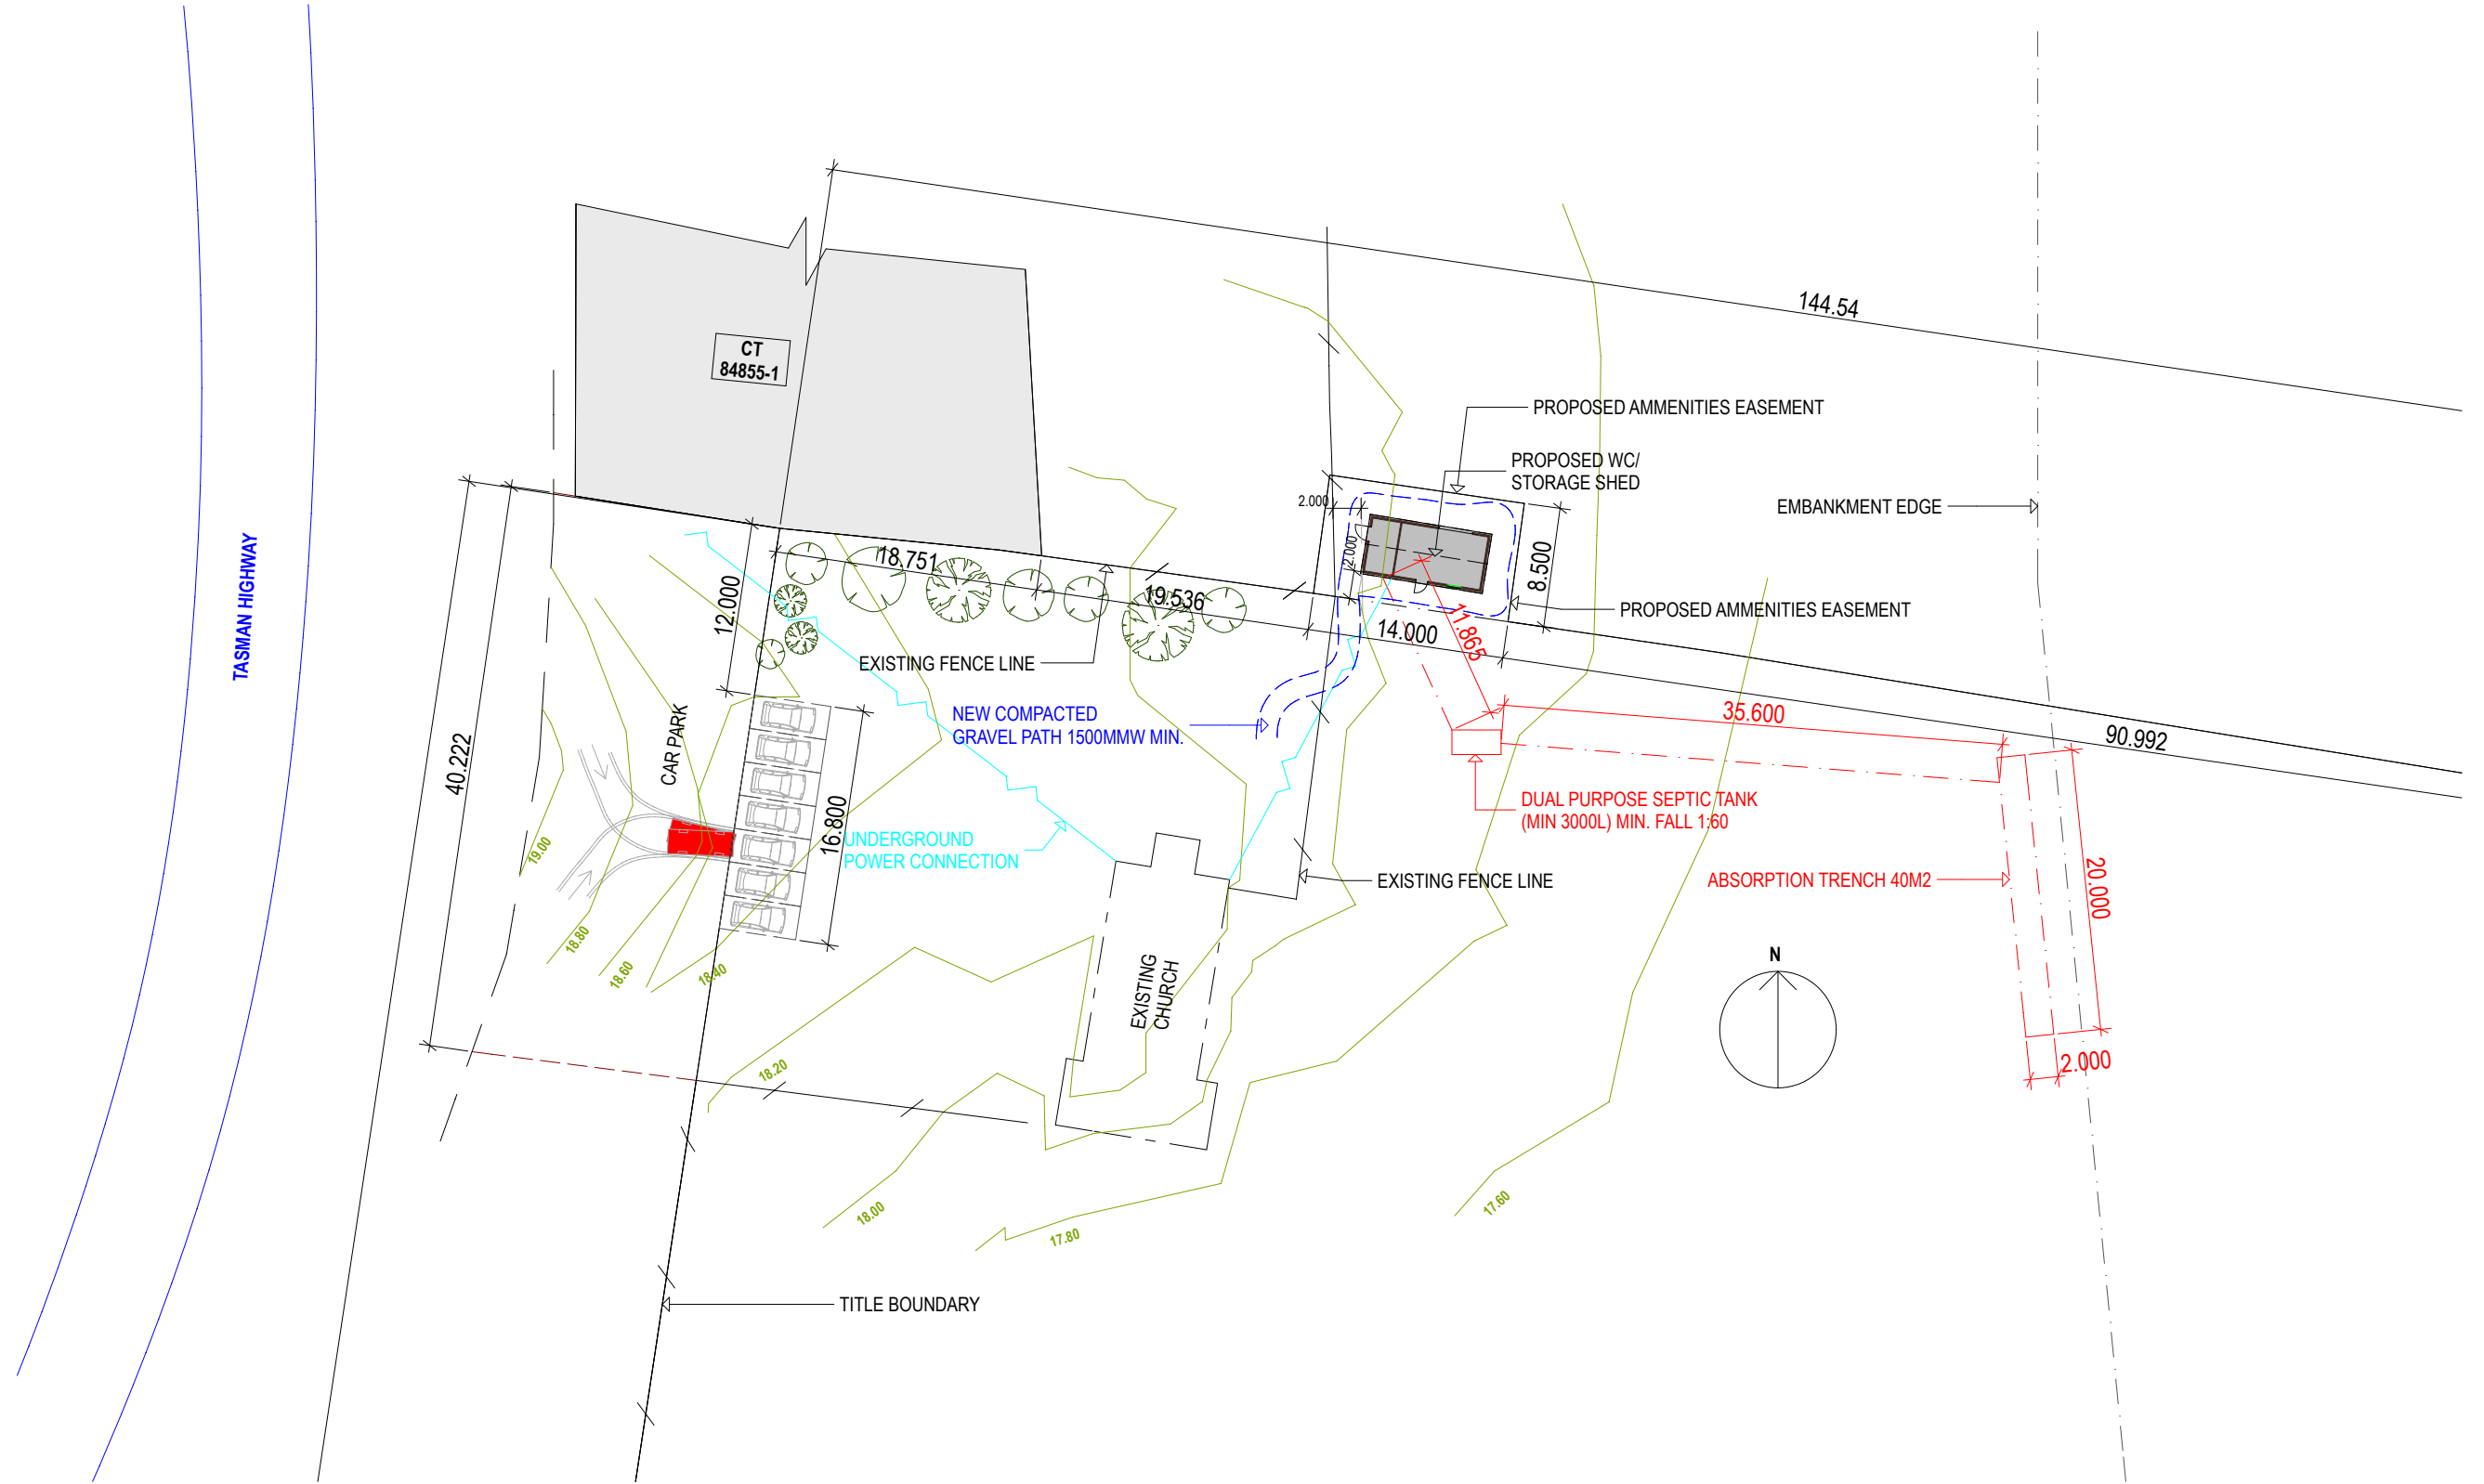 144.54
CT
84855-1
PROPOSED AMMENITIES EASEMENT
PROPOSED WC/
STORAGE SHED
2.000
EMBANKMENT EDGE
TASMAN HIGHWAY
18.751
2.000
8.500
12.000
19.536
PROPOSED AMMENITIES EASEMENT
11.865
14.000
EXISTING FENCE LINE
NEW COMPACTED
GRAVEL PATH 1500MMW MIN.
35.600
90.992
CAR PARK
40.222
16.800
DUAL PURPOSE SEPTIC TANK
(MIN 3000L) MIN. FALL 1:60
UNDERGROUND
POWER CONNECTION
19.00
EXISTING FENCE LINE
ABSORPTION TRENCH 40M2
20.000
18.80
18.60
18.40
EXISTING
CHURCH
N
2.000
18.20
18.00
17.80
17.60
TITLE BOUNDARY